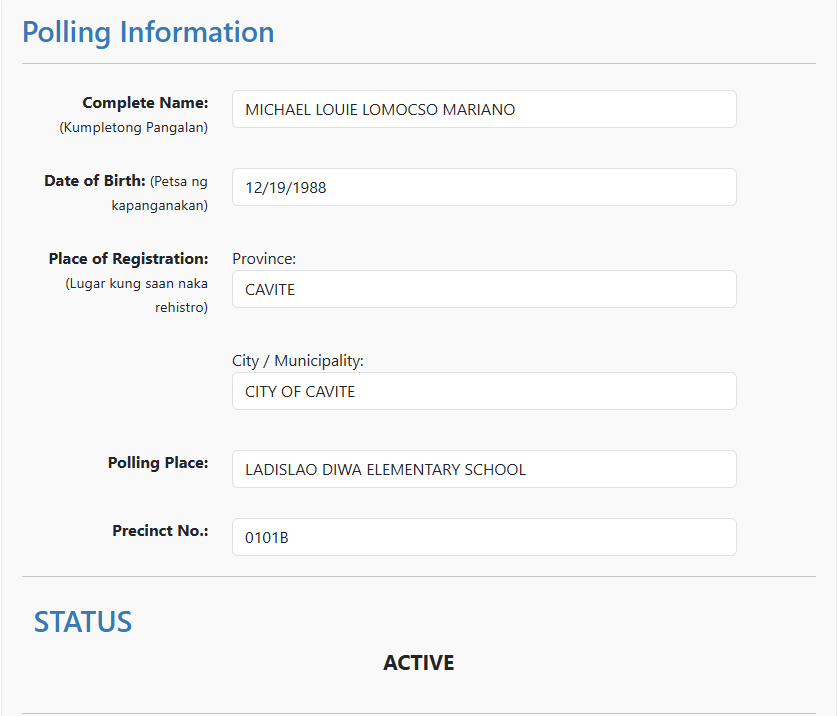 Polling Information
Complete Name:
(Kumpletong Pangalan)
MICHAEL LOUIE LOMOCSO MARIANO
Date of Birth: (Petsa ng
kapanganakan)
12/19/1988
Place of Registration:
(Lugar kung saan naka
rehistro)
Province:
CAVITE
City / Municipality:
CITY OF CAVITE
Polling Place:
LADISLAO DIWA ELEMENTARY SCHOOL
Precinct No.:
0101B
STATUS
ACTIVE